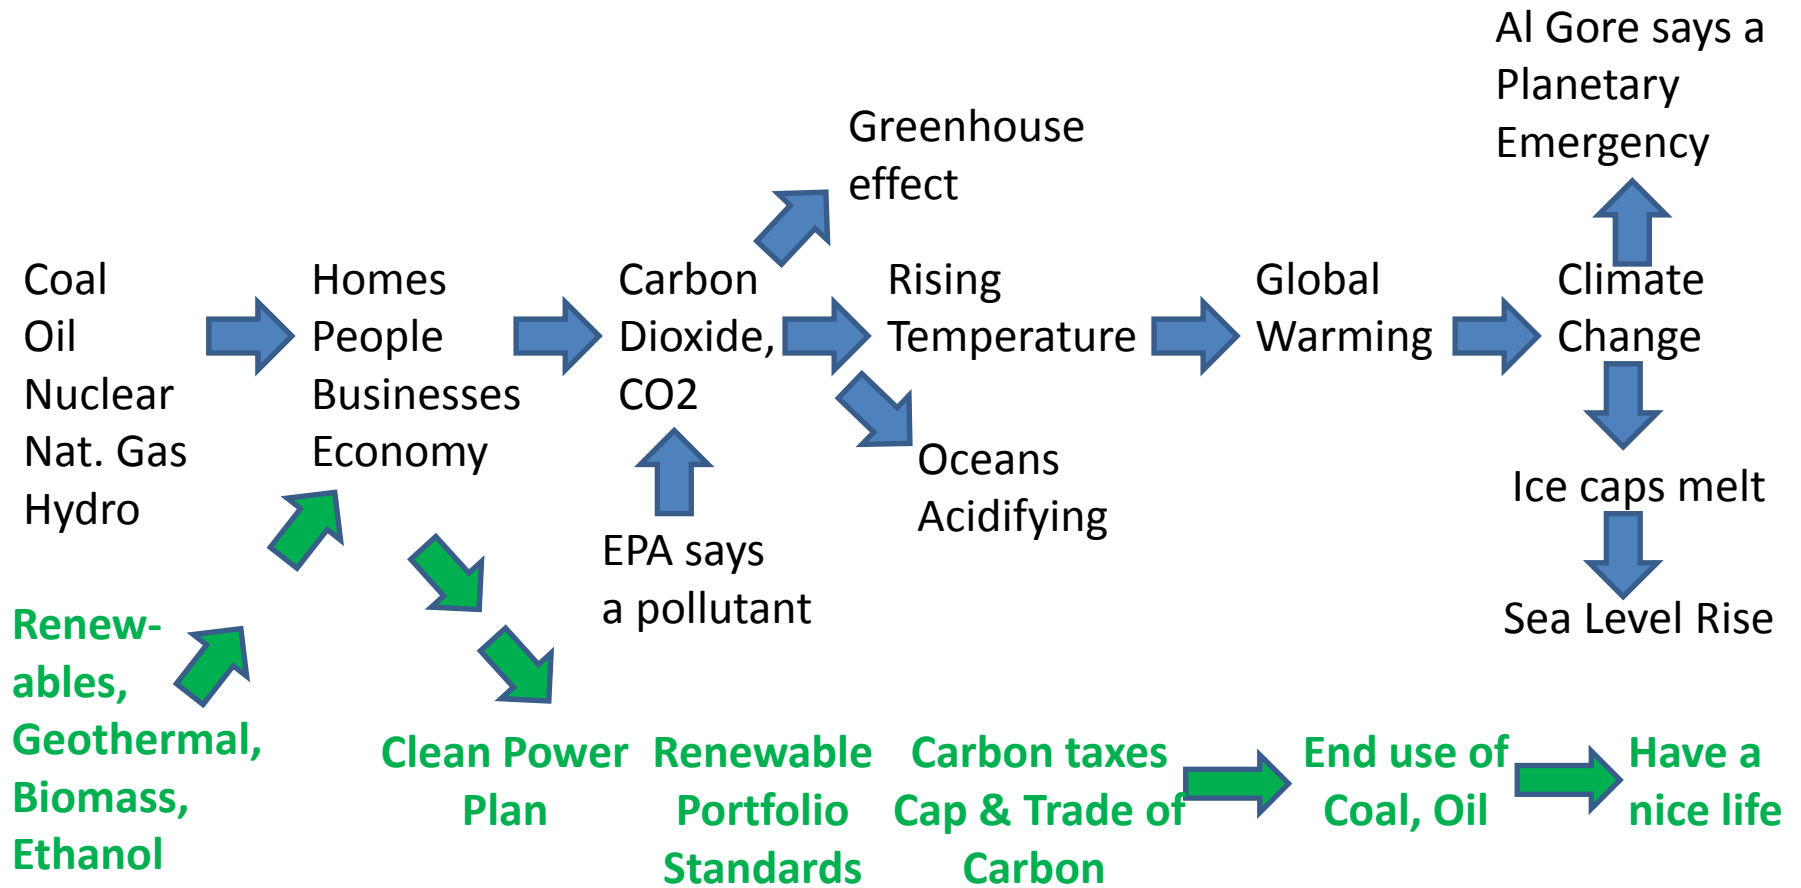 Al Gore says a
Planetary
Emergency
Greenhouse
effect
Coal
Oil
Nuclear
Nat. Gas
Hydro
Homes
People
Businesses
Economy
Carbon
Dioxide,
CO2
Rising
Temperature
Global
Warming
Climate
Change
Oceans
Acidifying
Ice caps melt
EPA says
a pollutant
Sea Level Rise
Renew-
ables,
Geothermal,
Biomass,
Ethanol
Clean Power
Plan
Renewable
Portfolio
Standards
Carbon taxes
Cap & Trade of
Carbon
End use of
Coal, Oil
Have a
nice life